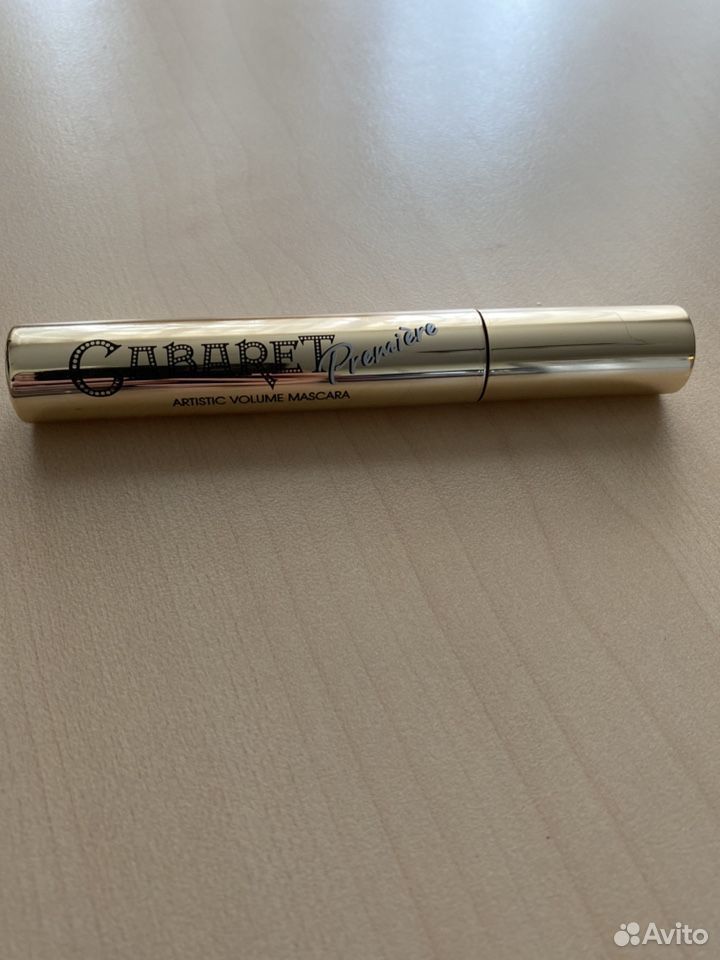 CABARET Première
ARTISTIC VOLUME MASCARA
Avito